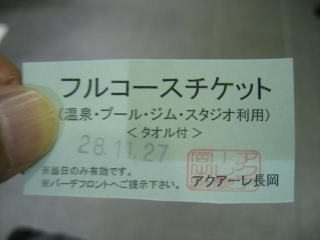 フルコースチケット
(温泉・プール・ジム・スタジオ利用)
＜タオル付＞
28.11.27
※当日のみ有効です。
※バーデフロントへご提示下さい。
アクアーレ長岡